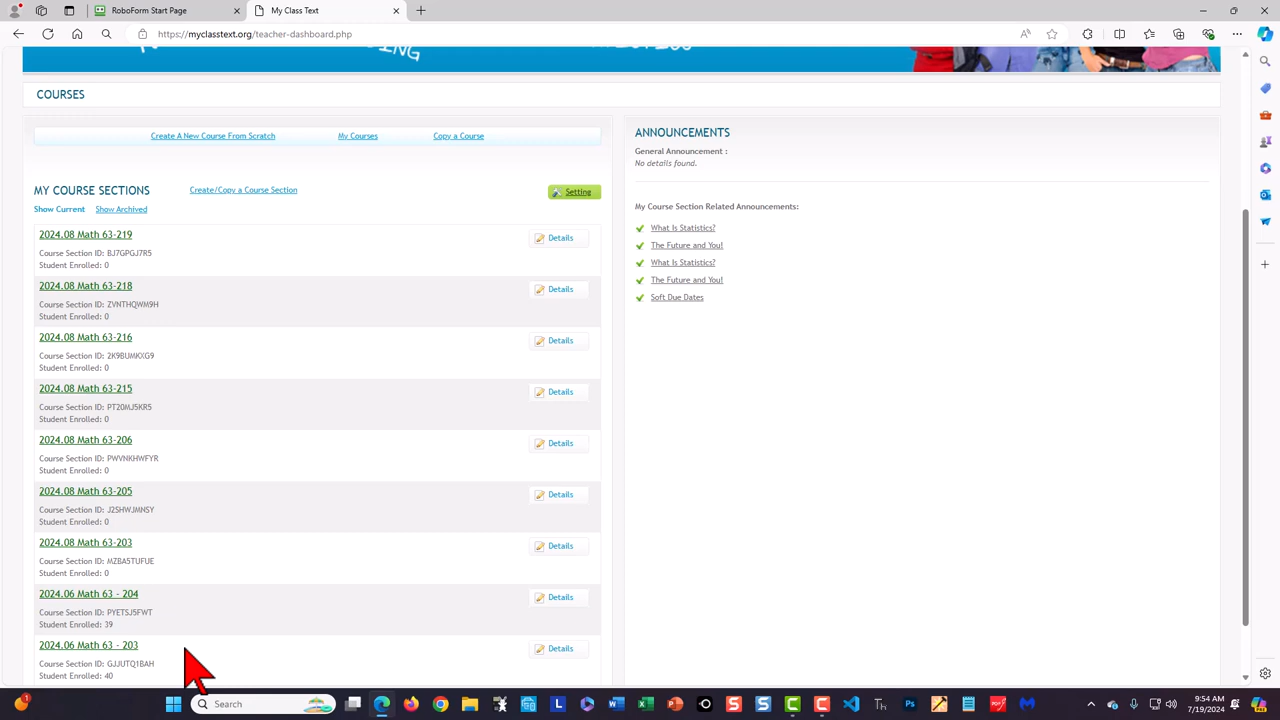 RoboForm Start Page
My Class Text
https://myclasstext.org/teacher-dashboard.php
COURSES
Create A New Course From Scratch
My Courses
Copy a Course
MY COURSE SECTIONS
Create/Copy a Course Section
Setting
Show Current
Show Archived
2024.08 Math 63-219
Details
Course Section ID: BJ7GPGJ7R5
Student Enrolled: 0
2024.08 Math 63-218
Details
Course Section ID: ZVNTHQWM9H
Student Enrolled: 0
2024.08 Math 63-216
Details
Course Section ID: 2K9BUMKXG9
Student Enrolled: 0
2024.08 Math 63-215
Details
Course Section ID: PT20MJ5KR5
Student Enrolled: 0
2024.08 Math 63-206
Details
Course Section ID: PWVNKHWFYR
Student Enrolled: 0
2024.08 Math 63-205
Details
Course Section ID: J2SHWJMNSY
Student Enrolled: 0
2024.08 Math 63-203
Details
Course Section ID: MZBA5TUFUE
Student Enrolled: 0
2024.06 Math 63 - 204
Details
Course Section ID: PYETSJ5FWT
Student Enrolled: 39
2024.06 Math 63 - 203
Details
Course Section ID: GJJUTQ1BAH
Student Enrolled: 40
ANNOUNCEMENTS
General Announcement :
No details found.
My Course Section Related Announcements:
What Is Statistics?
The Future and You!
What Is Statistics?
The Future and You!
Soft Due Dates
Search
9:54 AM
7/19/2024